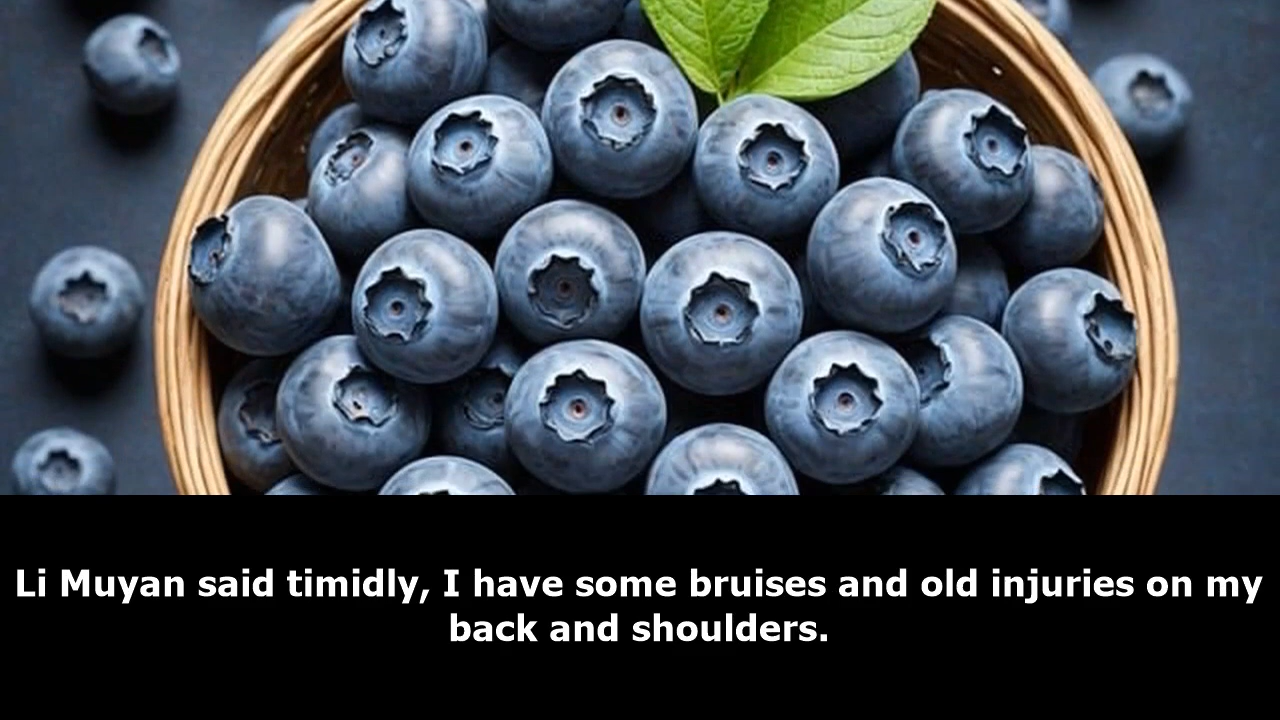 Li Muyan said timidly, I have some bruises and old injuries on my
back and shoulders.